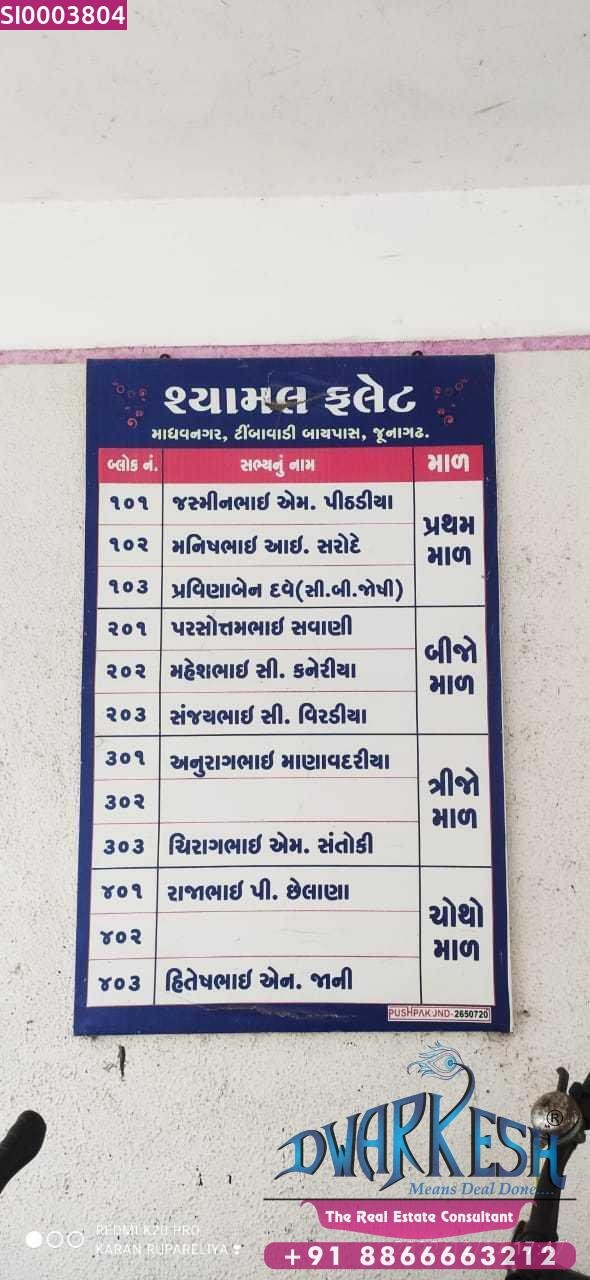 SI0003804
શ્યામલ ફલેટ
માધવનગર, ટીંબાવાડી બાયપાસ, જૂનાગઢ.
બ્લોક નં. સભ્યનું નામ માળ
૧૦૧ જસ્મીનભાઈ એમ. પીઠડીયા
૧૦૨ મનિષભાઈ આઈ. સરોદે
પ્રથમ
માળ
૧૦૩ પ્રવિણાબેન દવે(સી.બી.જોષી)
૨૦૧ પરસોત્તમભાઈ સવાણી
૨૦૨ મહેશભાઈ સી. કનેરીયા
બીજો
માળ
૨૦૩ સંજયભાઈ સી. વિરડીયા
૩૦૧ અનુરાગભાઈ માણાવદરીયા
૩૦૨
ત્રીજો
માળ
૩૦૩ ચિરાગભાઈ એમ. સંતોકી
૪૦૧ રાજાભાઈ પી. છેલાણા
૪૦૨
ચોથો
માળ
૪૦૩ હિતેષભાઈ એન. જાની
PUSHPAK JND-2650720
DWARKESH ®
Means Deal Done....
The Real Estate Consultant
REDMI K20 PRO
KARAN RUPARELIYA
+91 8866663212